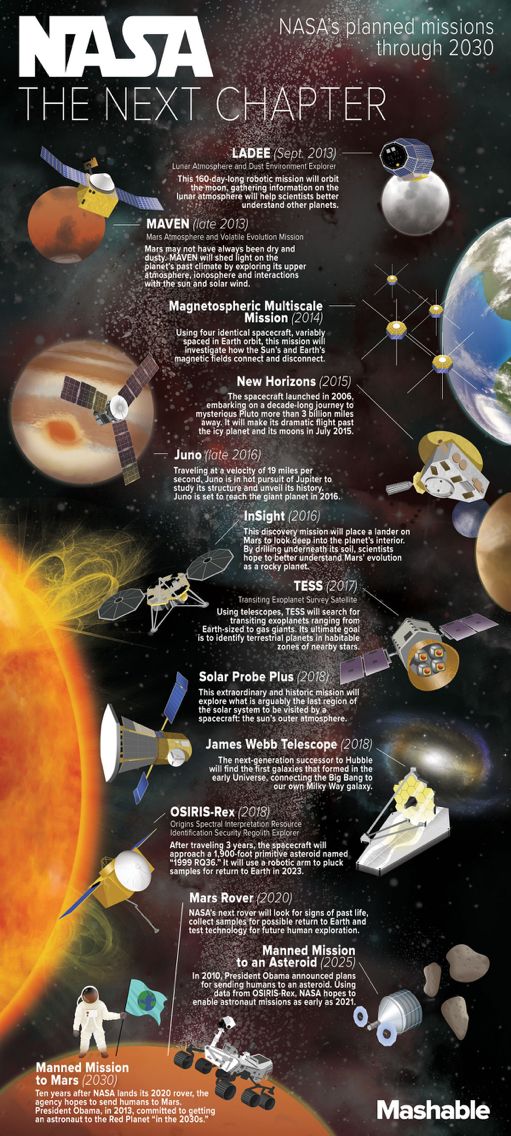 NASA
NASA's planned missions
through 2030
THE NEXT CHAPTER
LADEE (Sept. 2013)
Lunar Atmosphere and Dust Environment Explorer
This 160-day-long robotic mission will orbit
the moon, gathering information on the
lunar atmosphere will help scientists better
understand other planets.
MAVEN (late 2013)
Mars Atmosphere and Volatile Evolution Mission
Mars may not have always been dry and
dusty. MAVEN will shed light on the
planet's past climate by exploring its upper
atmosphere, ionosphere and interactions
with the sun and solar wind.
Magnetospheric Multiscale
Mission (2014)
Using four identical spacecraft, variably
spaced in Earth orbit, this mission will
investigate how the Sun's and Earth's
magnetic fields connect and disconnect.
New Horizons (2015)
The spacecraft launched in 2006,
embarking on a decade-long journey to
mysterious Pluto more than 3 billion miles
away. It will make its dramatic flight past
the icy planet and its moons in July 2015.
Juno (late 2016)
Traveling at a velocity of 19 miles per
second, Juno is in hot pursuit of Jupiter to
study its structure and unveil its history.
Juno is set to reach the giant planet in 2016.
InSight (2016)
This discovery mission will place a lander on
Mars to look deep into the planet's interior.
By drilling underneath its soil, scientists
hope to better understand Mars' evolution
as a rocky planet.
TESS (2017)
Transiting Exoplanet Survey Satellite
Using telescopes, TESS will search for
transiting exoplanets ranging from
Earth-sized to gas giants. Its ultimate goal
is to identify terrestrial planets in habitable
zones of nearby stars.
Solar Probe Plus (2018)
This extraordinary and historic mission will
explore what is arguably the last region of
the solar system to be visited by a
spacecraft: the sun's outer atmosphere.
James Webb Telescope (2018)
The next-generation successor to Hubble
will find the first galaxies that formed in the
early Universe, connecting the Big Bang to
our own Milky Way galaxy.
OSIRIS-Rex (2018)
Origins Spectral Interpretation Resource
Identification Security Regolith Explorer
After traveling 3 years, the spacecraft will
approach a 1,900-foot primitive asteroid named
"1999 RQ36." It will use a robotic arm to pluck
samples for return to Earth in 2023.
Mars Rover (2020)
NASA's next rover will look for signs of past life,
collect samples for possible return to Earth and
test technology for future human exploration.
Manned Mission
to an Asteroid (2025)
In 2010, President Obama announced plans
for sending humans to an asteroid. Using
data from OSIRIS-Rex, NASA hopes to
enable astronaut missions as early as 2021.
Manned Mission
to Mars (2030)
Ten years after NASA lands its 2020 rover, the
agency hopes to send humans to Mars.
President Obama, in 2013, committed to getting
an astronaut to the Red Planet "in the 2030s."
Mashable